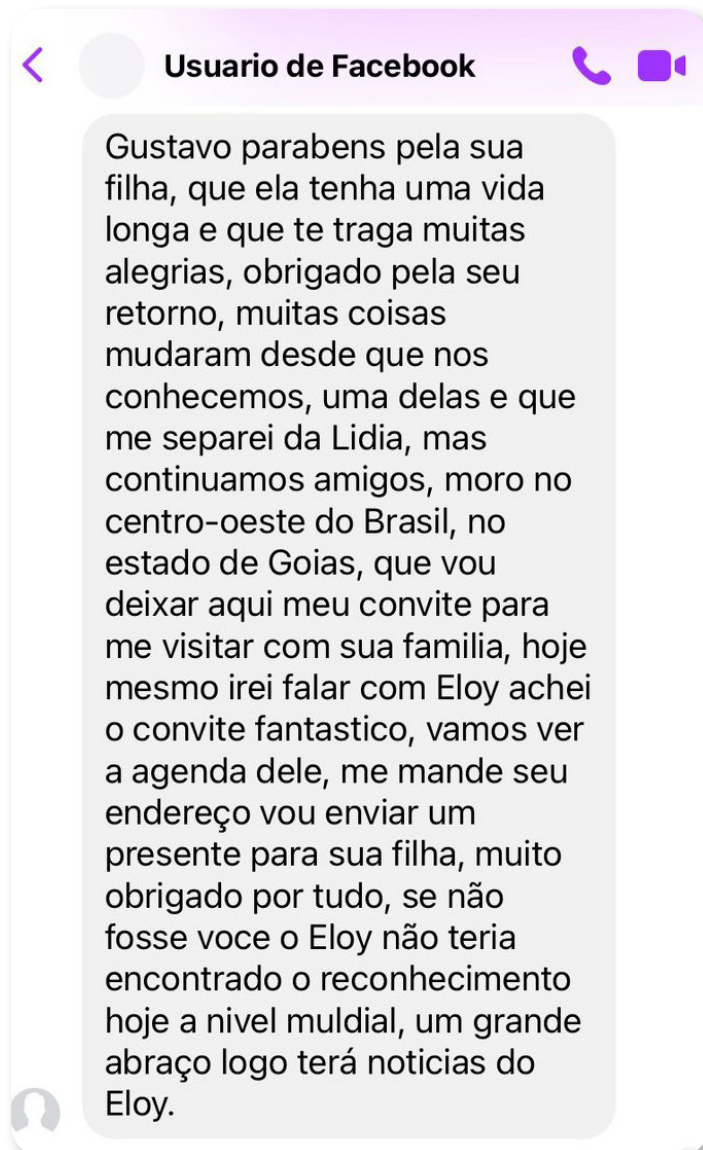 Usuario de Facebook
Gustavo parabens pela sua
filha, que ela tenha uma vida
longa e que te traga muitas
alegrias, obrigado pela seu
retorno, muitas coisas
mudaram desde que nos
conhecemos, uma delas e que
me separei da Lidia, mas
continuamos amigos, moro no
centro-oeste do Brasil, no
estado de Goias, que vou
deixar aqui meu convite para
me visitar com sua familia, hoje
mesmo irei falar com Eloy achei
o convite fantastico, vamos ver
a agenda dele, me mande seu
endereço vou enviar um
presente para sua filha, muito
obrigado por tudo, se não
fosse voce o Eloy não teria
encontrado o reconhecimento
hoje a nivel muldial, um grande
abraço logo terá noticias do
Eloy.